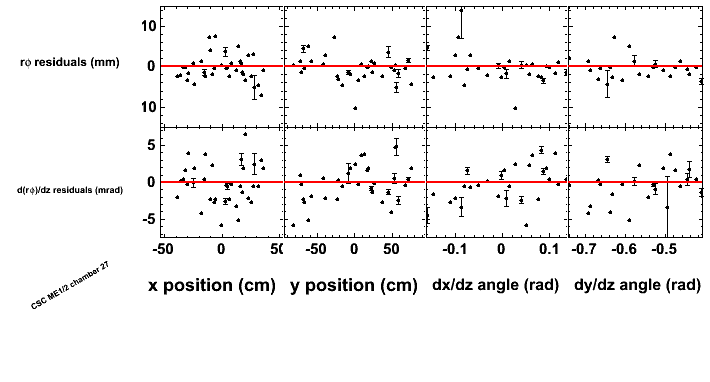 10
rϕ residuals (mm) 0
10
5
d(rϕ)/dz residuals (mrad) 0
-5
-50 0 50 -50 0 50 -0.1 0 0.1 -0.7 -0.6 -0.5
x position (cm) y position (cm) dx/dz angle (rad) dy/dz angle (rad)
CSC ME1/2 chamber 27